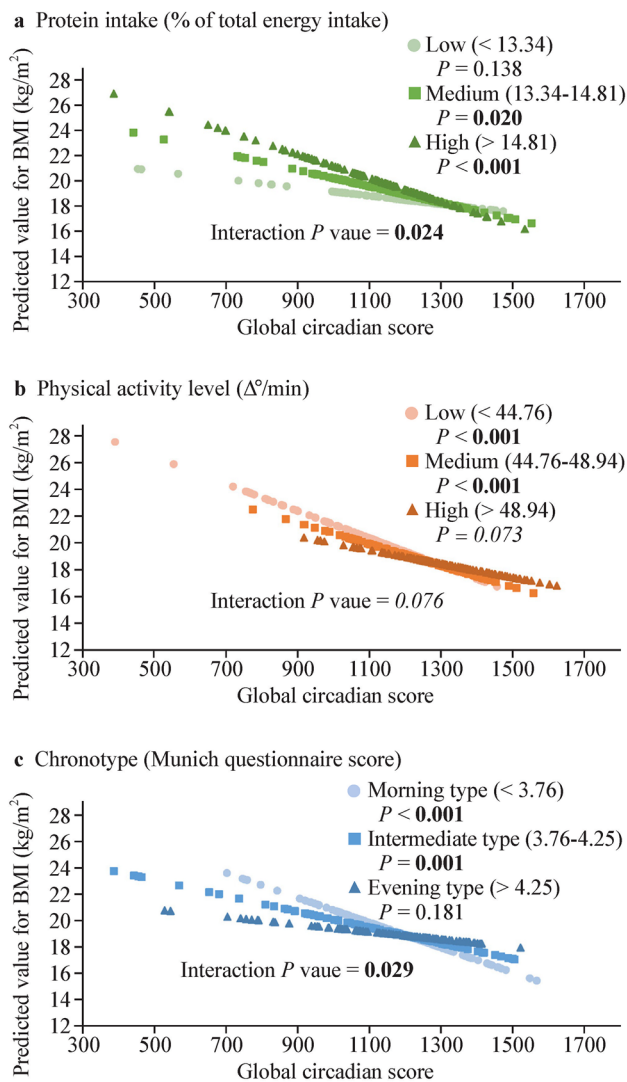 a Protein intake (% of total energy intake)
Low (< 13.34)
P = 0.138
Medium (13.34-14.81)
P = 0.020
High (> 14.81)
P < 0.001
Predicted value for BMI (kg/m²)
28
26
24
22
20
18
16
14
12
Interaction P vaue = 0.024
300 500 700 900 1100 1300 1500 1700
Global circadian score
b Physical activity level (Δ°/min)
Low (< 44.76)
P < 0.001
Medium (44.76-48.94)
P < 0.001
High (> 48.94)
P = 0.073
Predicted value for BMI (kg/m²)
28
26
24
22
20
18
16
14
12
Interaction P vaue = 0.076
300 500 700 900 1100 1300 1500 1700
Global circadian score
c Chronotype (Munich questionnaire score)
Morning type (< 3.76)
P < 0.001
Intermediate type (3.76-4.25)
P = 0.001
Evening type (> 4.25)
P = 0.181
Predicted value for BMI (kg/m²)
28
26
24
22
20
18
16
14
12
Interaction P vaue = 0.029
300 500 700 900 1100 1300 1500 1700
Global circadian score